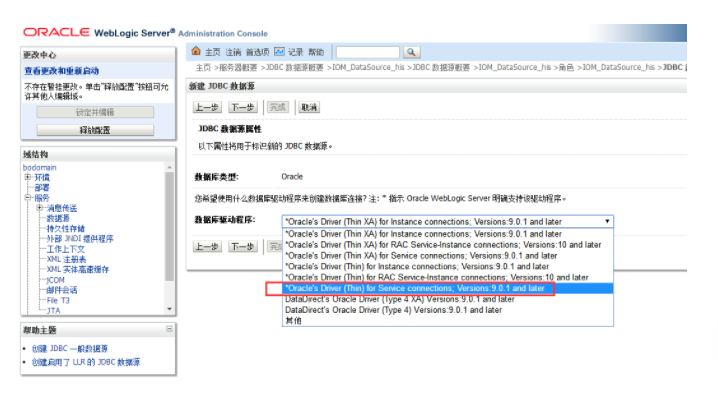 ORACLE WebLogic Server® Administration Console
更改中心
查看更改和重新启动
不存在暂挂更改。单击“释放配置”按钮可允
许其他人编辑域。
锁定并编辑
释放配置
域结构
bodomain
环境
部署
服务
消息传送
数据源
持久性存储
外部 JNDI 提供程序
工作上下文
XML 注册表
XML 实体高速缓存
jCOM
邮件会话
File T3
JTA
帮助主题
创建 JDBC 一般数据源
创建启用了 LLR 的 JDBC 数据源
主页 注销 首选项 记录 帮助
主页 >服务器概要 >JDBC 数据源概要 >IOM_DataSource_his >JDBC 数据源概要 >IOM_DataSource_his >角色 >IOM_DataSource_his >JDBC
新建 JDBC 数据源
上一步 下一步 完成 取消
JDBC 数据源属性
以下属性将用于标识新的 JDBC 数据源。
数据库类型: Oracle
您希望使用什么数据库驱动程序来创建数据库连接? 注: * 指示 Oracle WebLogic Server 明确支持该驱动程序。
数据库驱动程序: *Oracle's Driver (Thin XA) for Instance connections; Versions:9.0.1 and later
*Oracle's Driver (Thin XA) for Instance connections; Versions:9.0.1 and later
*Oracle's Driver (Thin XA) for RAC Service-Instance connections; Versions:10 and later
*Oracle's Driver (Thin XA) for Service connections; Versions:9.0.1 and later
*Oracle's Driver (Thin) for Instance connections; Versions:9.0.1 and later
*Oracle's Driver (Thin) for RAC Service-Instance connections; Versions:10 and later
*Oracle's Driver (Thin) for Service connections; Versions:9.0.1 and later
DataDirect's Oracle Driver (Type 4 XA) Versions:9.0.1 and later
DataDirect's Oracle Driver (Type 4) Versions:9.0.1 and later
其他
上一步 下一步